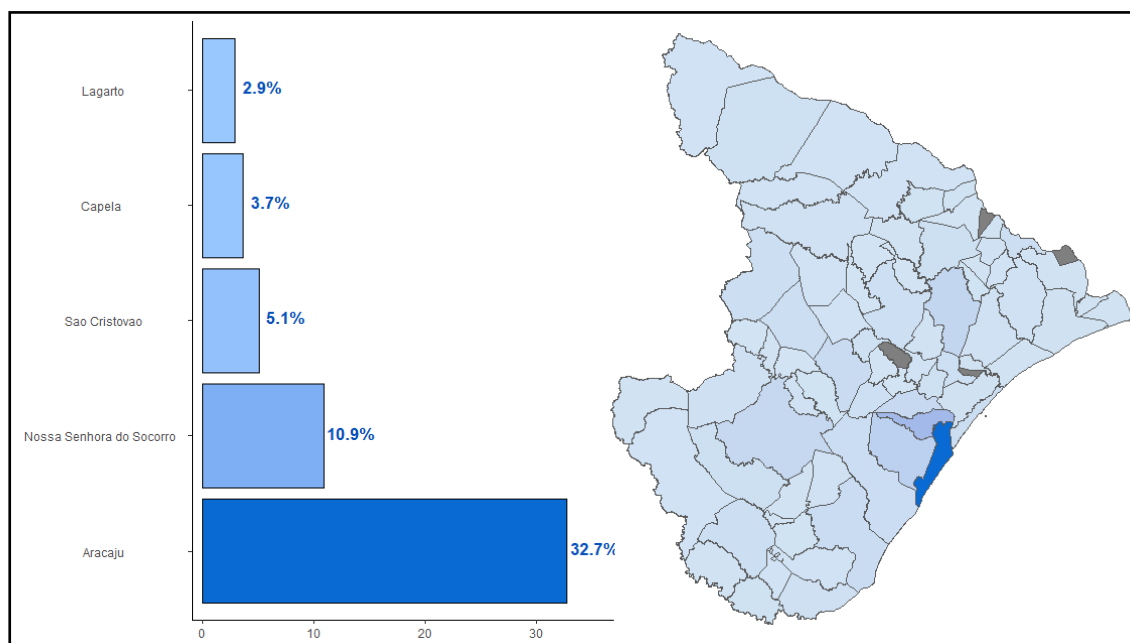 Lagarto
2.9%
Capela
3.7%
Sao Cristovao
5.1%
Nossa Senhora do Socorro
10.9%
Aracaju
32.7%
0
10
20
30